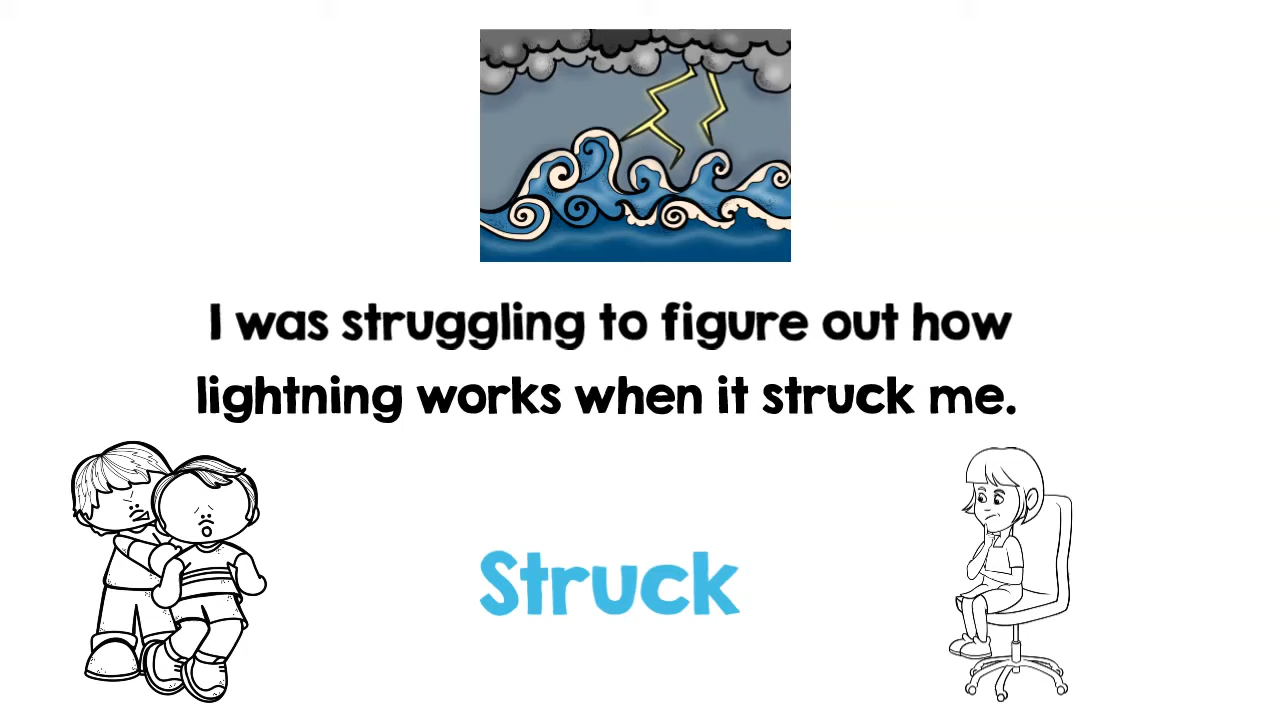 I was struggling to figure out how
lightning works when it struck me.
Struck